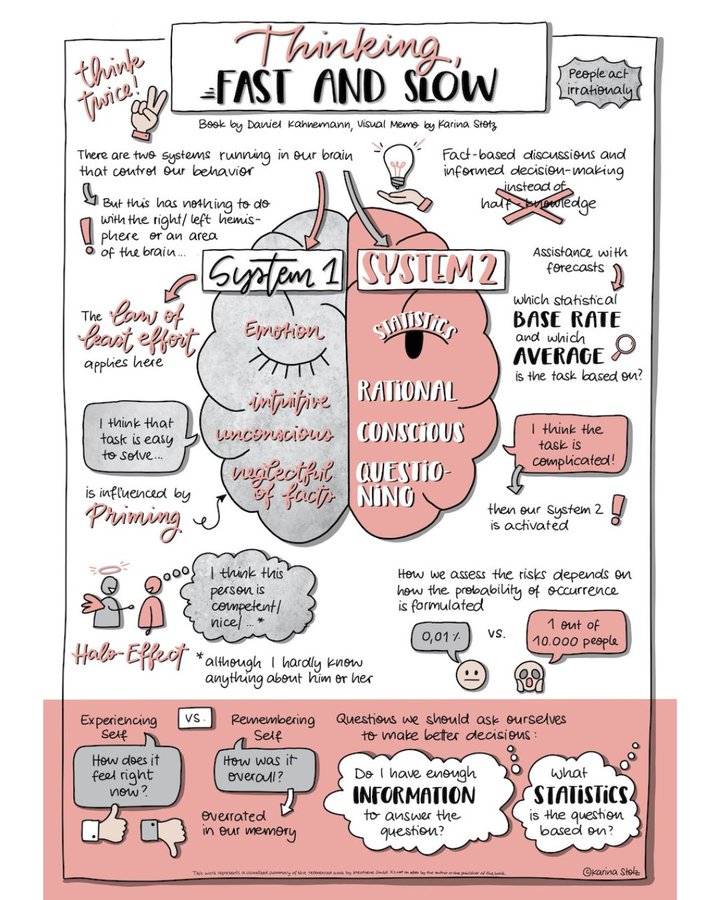 Thinking,
FAST AND SLOW
think
twice!
People act
irrationaly
Book by Daniel Kahnemann, Visual Memo by Karina Stolz
There are two systems running in our brain
that control our behavior
But this has nothing to do
with the right/left hemis-
phere or an area
of the brain...
!
Fact-based discussions and
informed decision-making
instead of
half-knowledge
System 1
SYSTEM 2
Assistance with
forecasts
Which statistical
BASE RATE
and which
AVERAGE
is the task based on?
The law of
least effort
applies here
Emotion
intuitive
unconscious
neglectful
of facts
STATISTICS
RATIONAL
CONSCIOUS
QUESTIO-
NING
I think that
task is easy
to solve...
is influenced by
Priming
I think the
task is
complicated!
then our System 2
is activated
!
I think this
person is
competent/
nice/...*
Halo-Effect
*although I hardly know
anything about him or her
How we assess the risks depends on
how the probability of occurrence
is formulated
0,01%
vs.
1 out of
10.000 people
Experiencing
Self
VS.
Remembering
Self
How does it
feel right
now?
How was it
overall?
overrated
in our memory
Questions we should ask ourselves
to make better decisions:
Do I have enough
INFORMATION
to answer the
question?
What
STATISTICS
is the question
based on?
©Karina Stolz